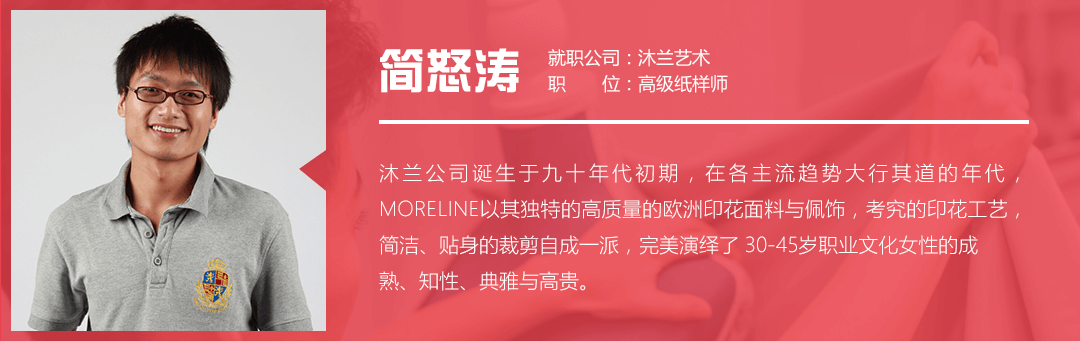 简怒涛
就职公司：沐兰艺术
职　　位：高级纸样师
沐兰公司诞生于九十年代初期，在各主流趋势大行其道的年代，
MORELINE以其独特的高质量的欧洲印花面料与佩饰，考究的印花工艺，
简洁、贴身的裁剪自成一派，完美演绎了 30-45岁职业文化女性的成
熟、知性、典雅与高贵。